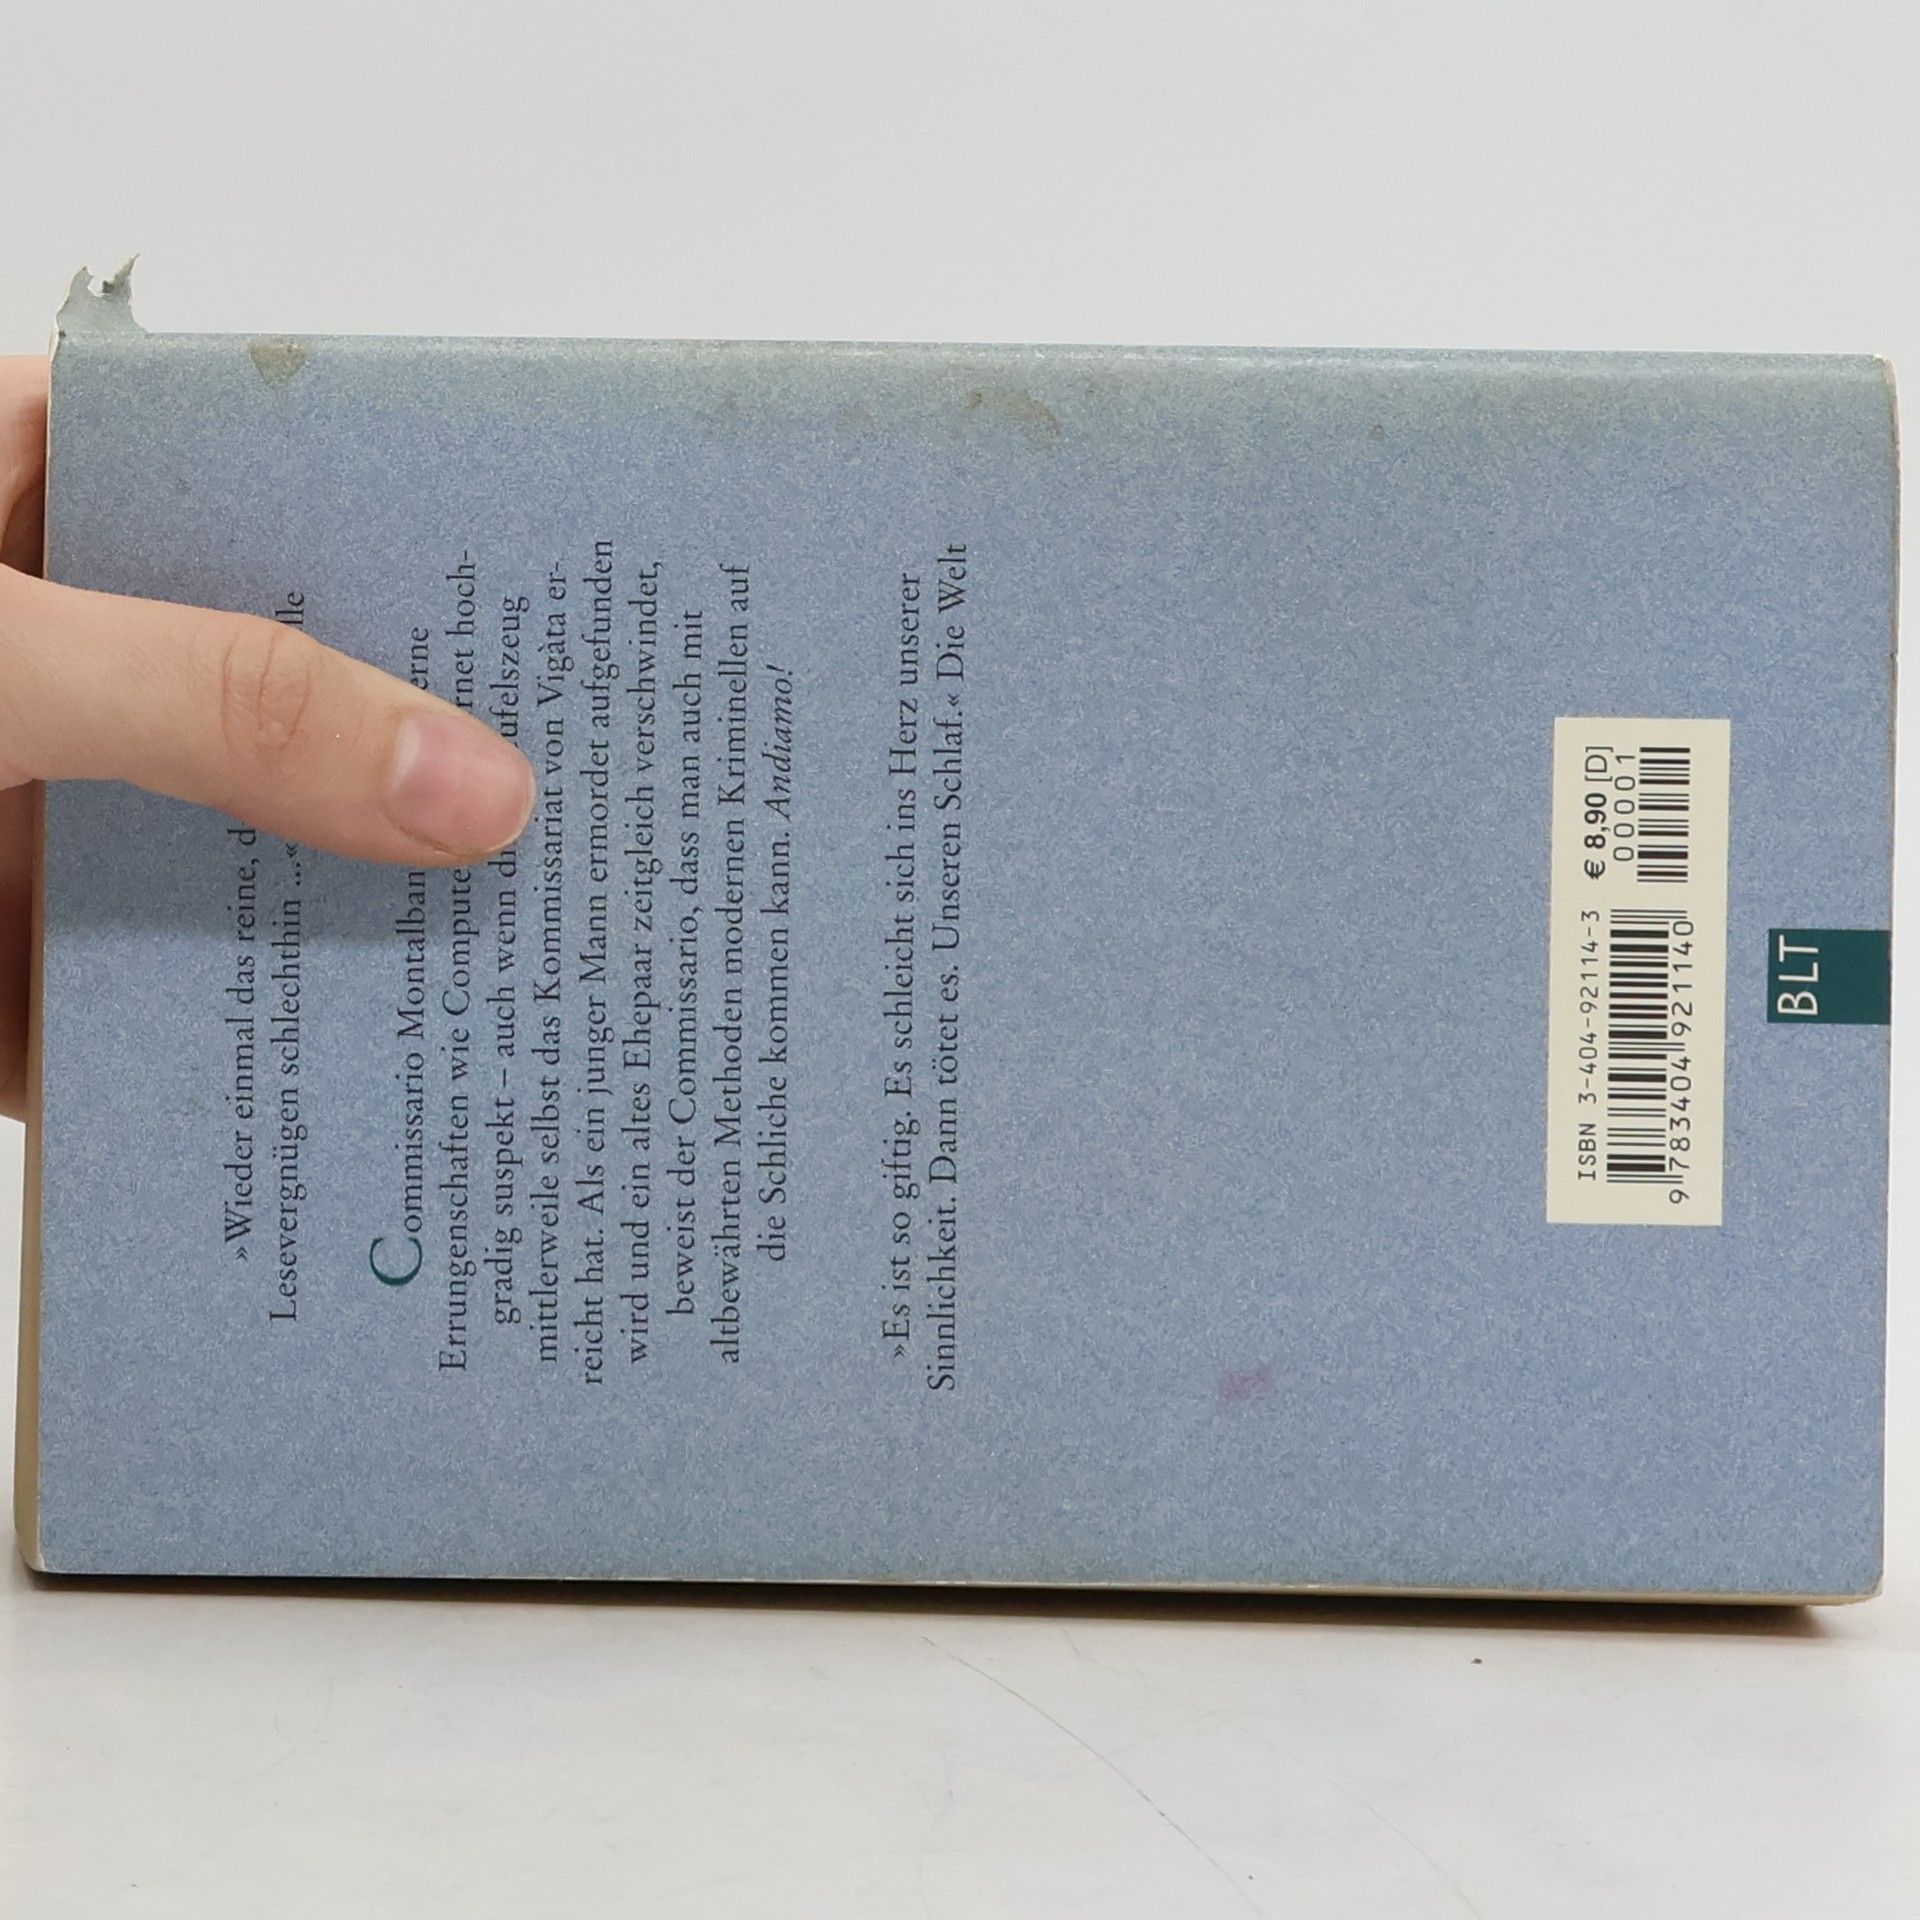 »Wieder einmal das reine,
Lesevergnügen schlechthin ...«
Commissario
Errungenschaften wie
gradig suspekt – auch wenn
mittlerweile selbst das Kommissariat von Vigàta er-
reicht hat. Als ein junger Mann ermordet aufgefunden
wird und ein altes Ehepaar zeitgleich verschwindet,
beweist der Commissario, dass man auch mit
altbewährten Methoden modernen Kriminellen auf
die Schliche kommen kann. Andiamo!
»Es ist so giftig. Es schleicht sich ins Herz unserer
Sinnlichkeit. Dann tötet es. Unseren Schlaf.« Die Welt
ISBN 3-404-92114-3 € 8,90 [D]
00001
9 783404 921140
BLT